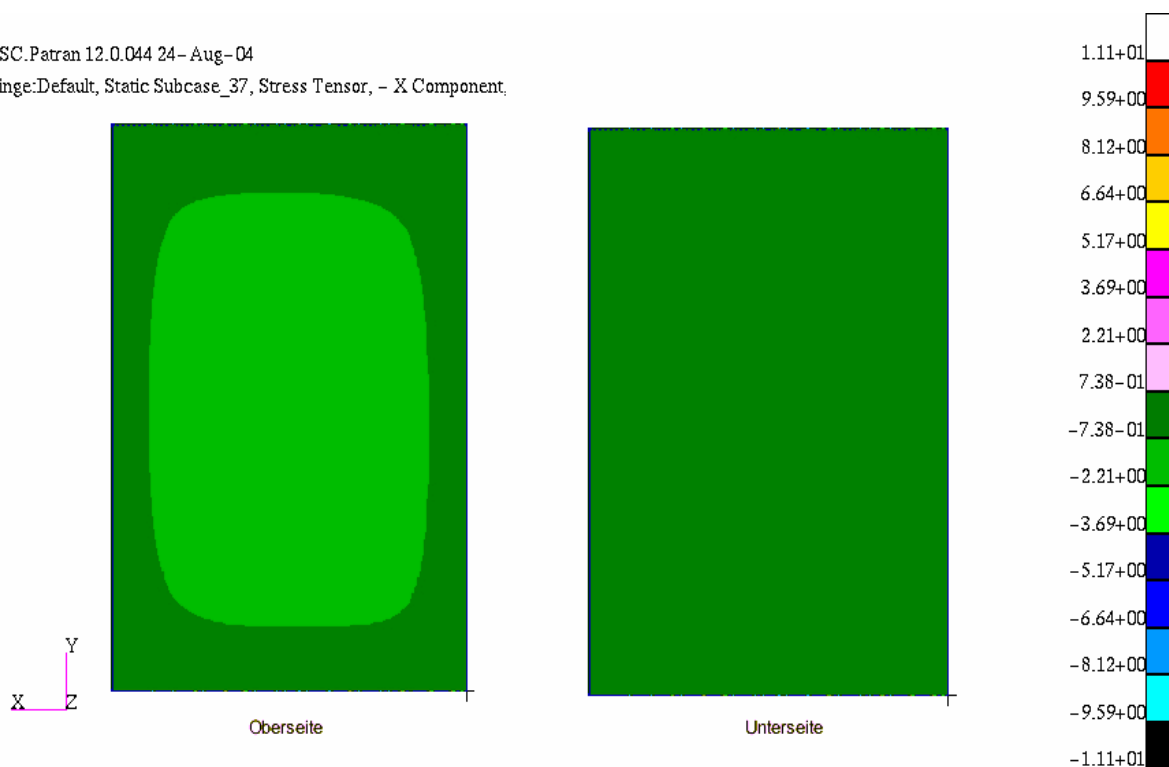 SC.Patran 12.0.044 24-Aug-04
inge:Default, Static Subcase_37, Stress Tensor, - X Component,
1.11+01
9.59+00
8.12+00
6.64+00
5.17+00
3.69+00
2.21+00
7.38-01
-7.38-01
-2.21+00
-3.69+00
-5.17+00
-6.64+00
-8.12+00
-9.59+00
-1.11+01
Y
X Z
Oberseite
Unterseite